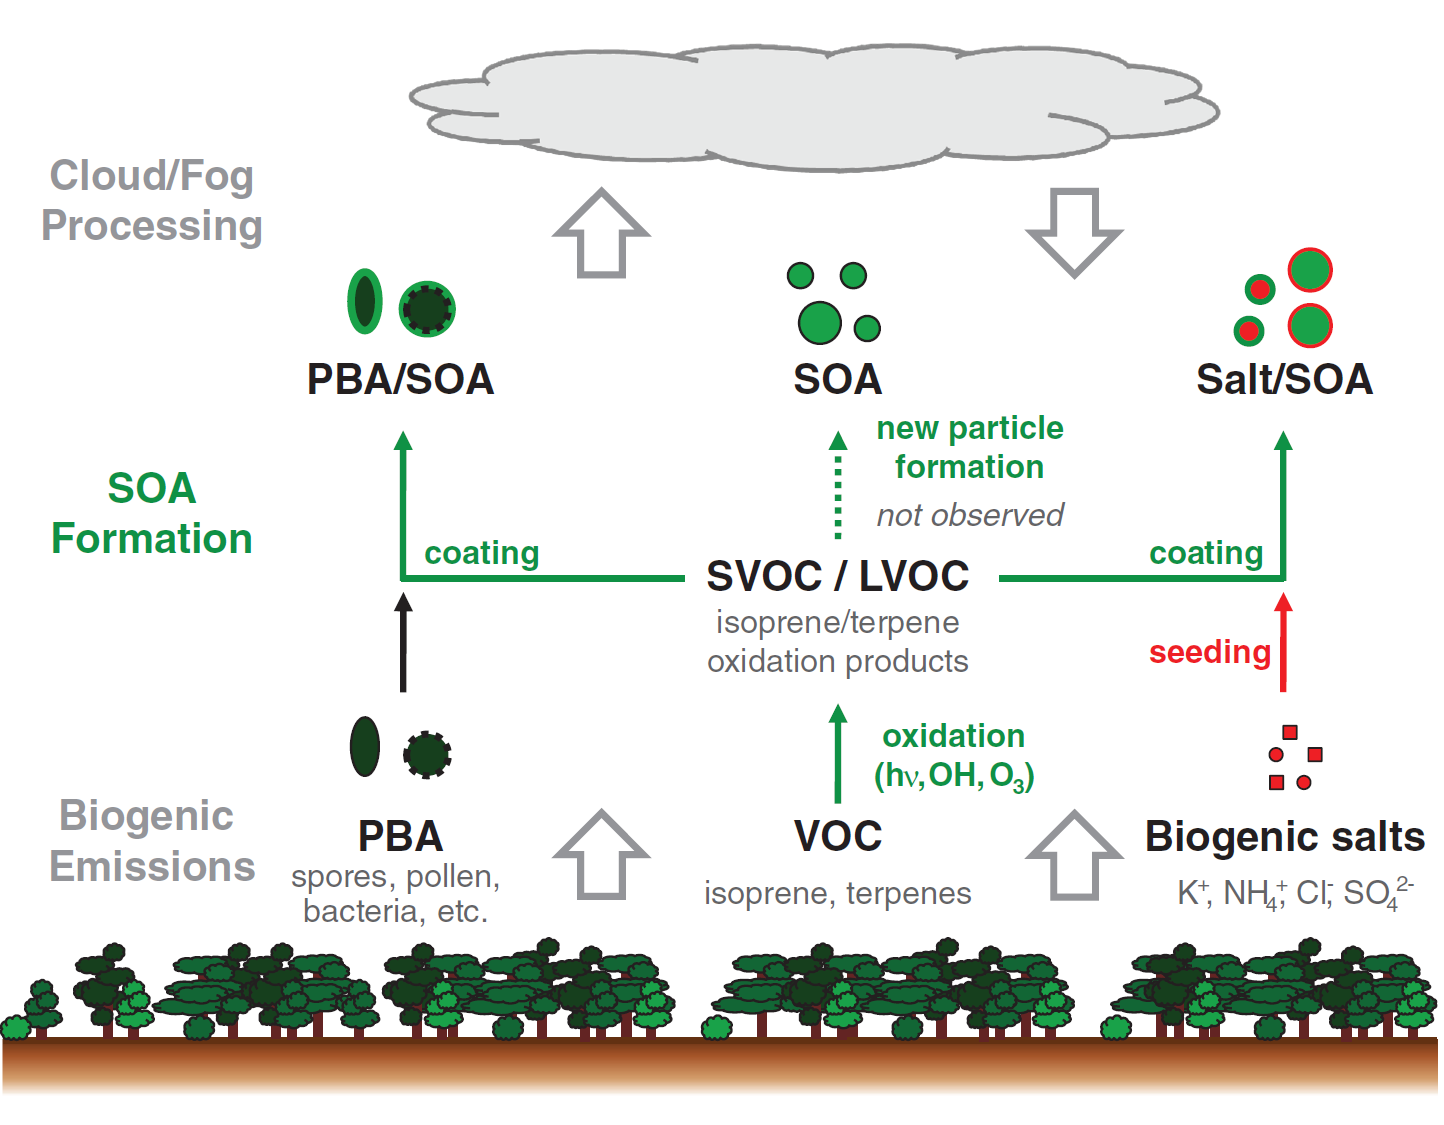 Cloud/Fog
Processing
PBA/SOA
SOA
Salt/SOA
new particle
formation
not observed
SOA
Formation
coating
coating
SVOC / LVOC
isoprene/terpene
oxidation products
seeding
oxidation
(hν, OH, O3)
Biogenic
Emissions
PBA
spores, pollen,
bacteria, etc.
VOC
isoprene, terpenes
Biogenic salts
K+, NH4+, Cl-, SO42-